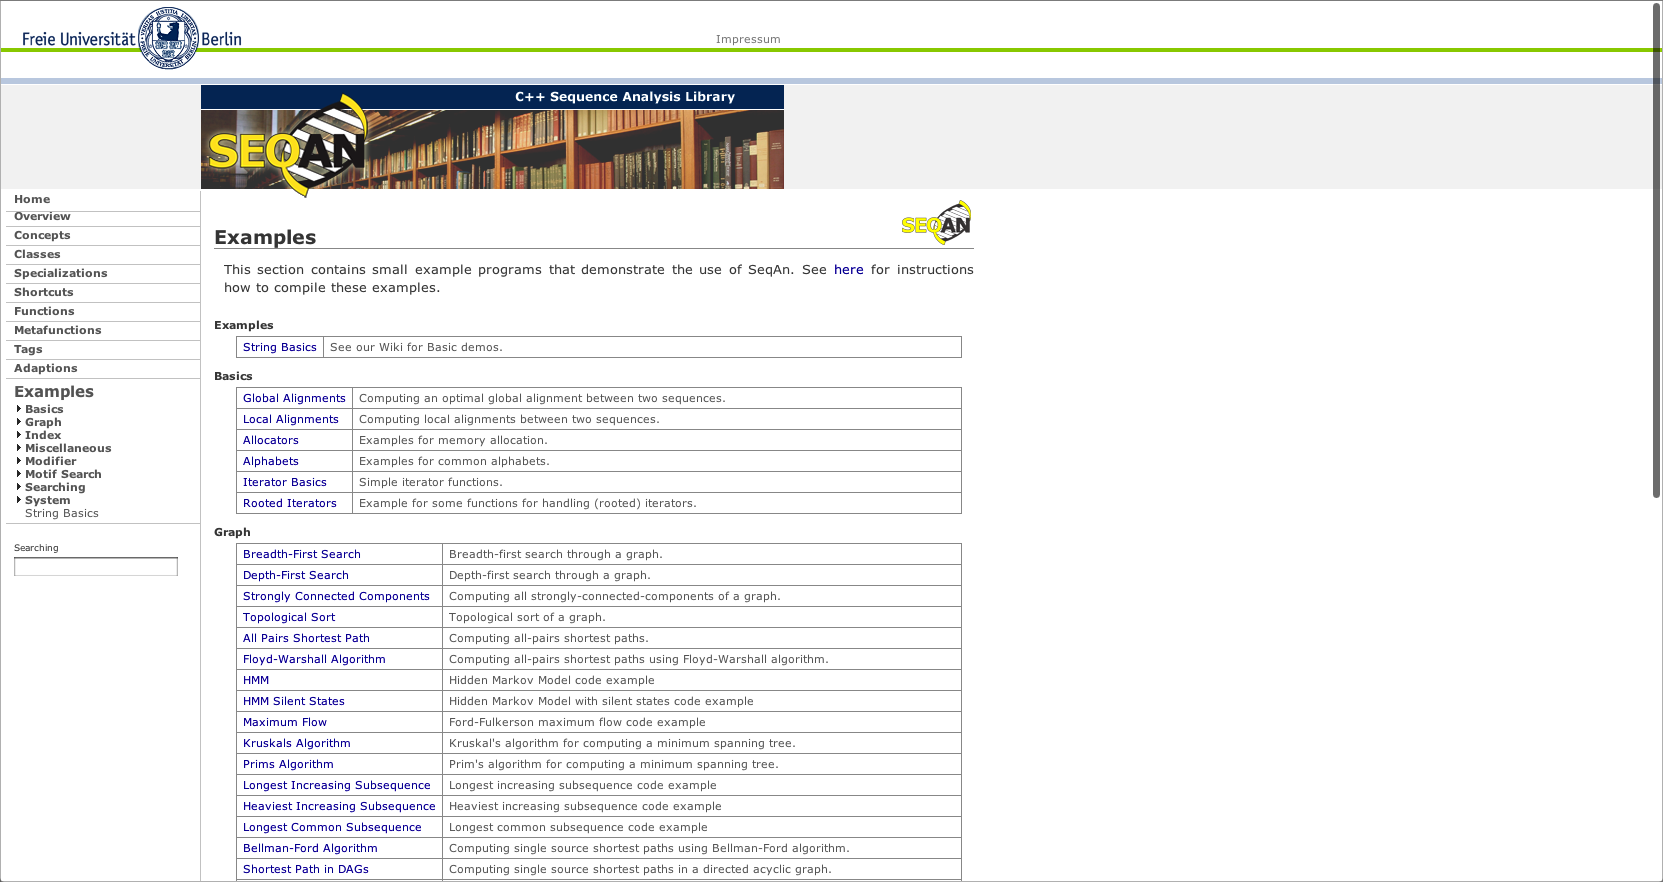 Freie Universität Berlin
Impressum
C++ Sequence Analysis Library
SEQAN
Home
Overview
Concepts
Classes
Specializations
Shortcuts
Functions
Metafunctions
Tags
Adaptions
Examples
Basics
Graph
Index
Miscellaneous
Modifier
Motif Search
Searching
System
String Basics
Searching
SEQAN
Examples
This section contains small example programs that demonstrate the use of SeqAn. See here for instructions
how to compile these examples.
Examples
String Basics See our Wiki for Basic demos.
Basics
Global Alignments Computing an optimal global alignment between two sequences.
Local Alignments Computing local alignments between two sequences.
Allocators Examples for memory allocation.
Alphabets Examples for common alphabets.
Iterator Basics Simple iterator functions.
Rooted Iterators Example for some functions for handling (rooted) iterators.
Graph
Breadth-First Search Breadth-first search through a graph.
Depth-First Search Depth-first search through a graph.
Strongly Connected Components Computing all strongly-connected-components of a graph.
Topological Sort Topological sort of a graph.
All Pairs Shortest Path Computing all-pairs shortest paths.
Floyd-Warshall Algorithm Computing all-pairs shortest paths using Floyd-Warshall algorithm.
HMM Hidden Markov Model code example
HMM Silent States Hidden Markov Model with silent states code example
Maximum Flow Ford-Fulkerson maximum flow code example
Kruskals Algorithm Kruskal's algorithm for computing a minimum spanning tree.
Prims Algorithm Prim's algorithm for computing a minimum spanning tree.
Longest Increasing Subsequence Longest increasing subsequence code example
Heaviest Increasing Subsequence Heaviest increasing subsequence code example
Longest Common Subsequence Longest common subsequence code example
Bellman-Ford Algorithm Computing single source shortest paths using Bellman-Ford algorithm.
Shortest Path in DAGs Computing single source shortest paths in a directed acyclic graph.